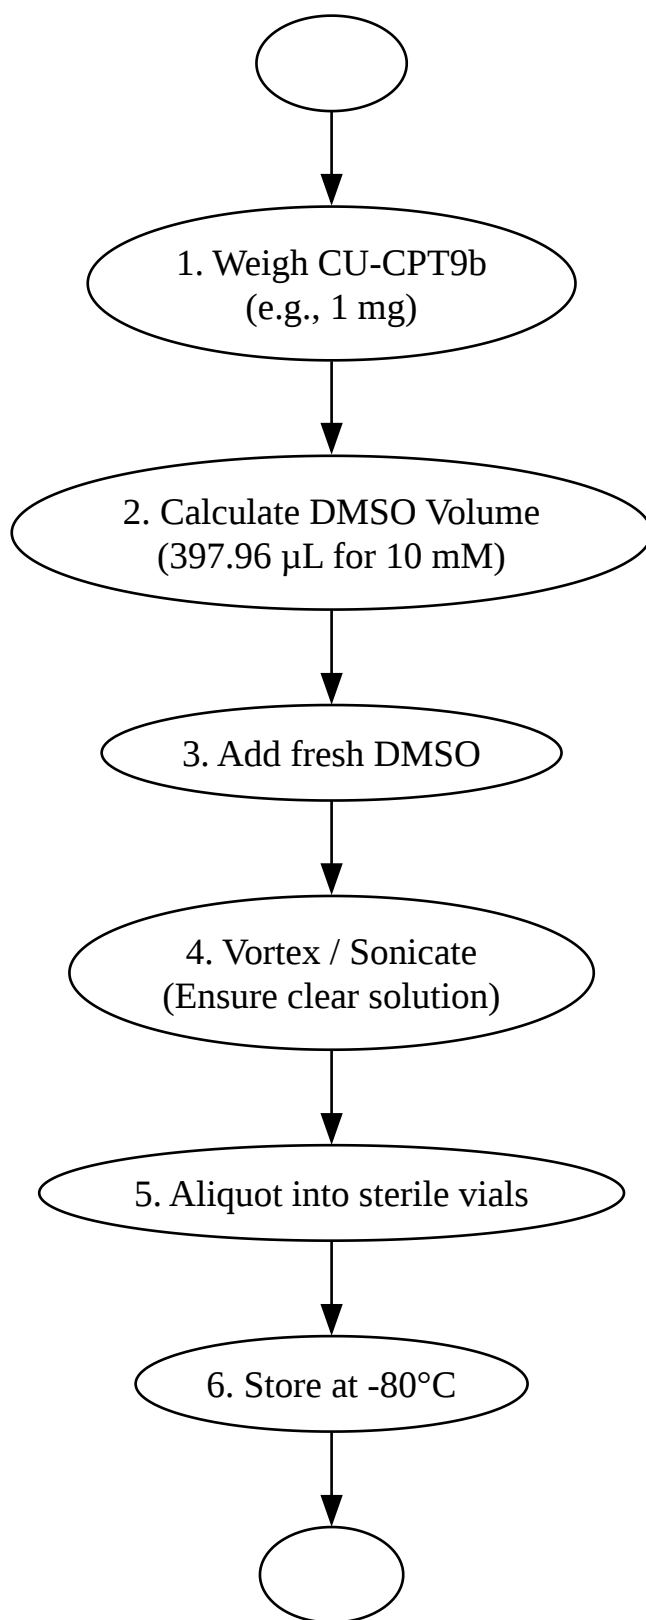 1. Weigh CU-CPT9b
(e.g., 1 mg)
2. Calculate DMSO Volume
(397.96 µL for 10 mM)
3. Add fresh DMSO
4. Vortex / Sonicate
(Ensure clear solution)
5. Aliquot into sterile vials
6. Store at -80°C